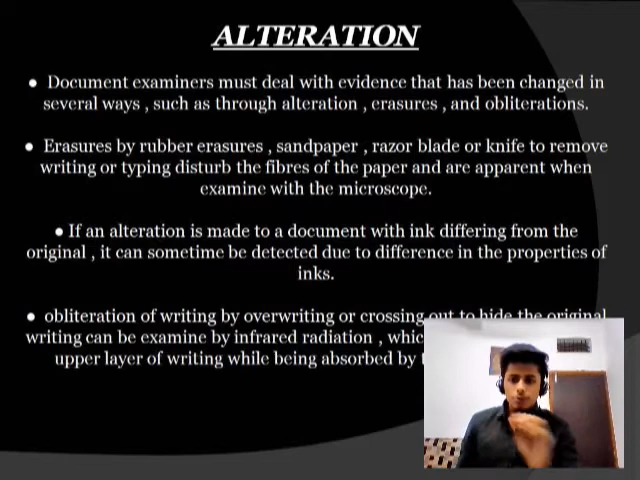 ALTERATION
● Document examiners must deal with evidence that has been changed in
several ways , such as through alteration , erasures , and obliterations.
● Erasures by rubber erasures , sandpaper , razor blade or knife to remove
writing or typing disturb the fibres of the paper and are apparent when
examine with the microscope.
● If an alteration is made to a document with ink differing from the
original , it can sometime be detected due to difference in the properties of
inks.
● obliteration of writing by overwriting or crossing out to hide the original
writing can be examine by infrared radiation ,
upper layer of writing while being absorbed by